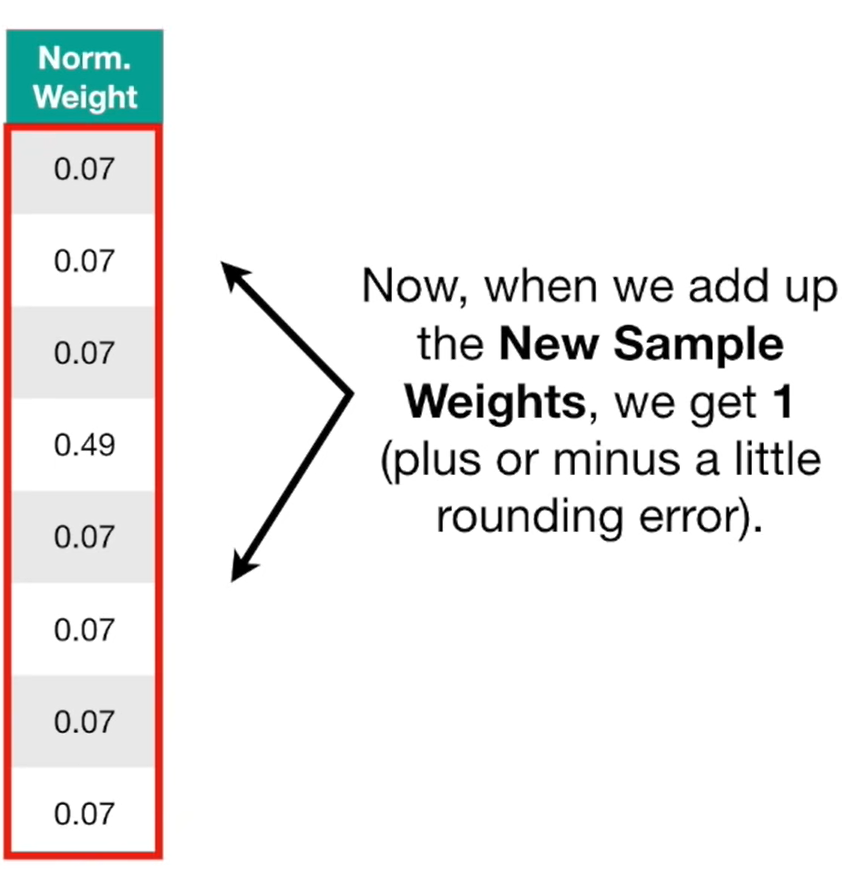 Norm.
Weight
0.07
0.07
0.07
0.49
0.07
0.07
0.07
0.07
Now, when we add up
the New Sample
Weights, we get 1
(plus or minus a little
rounding error).